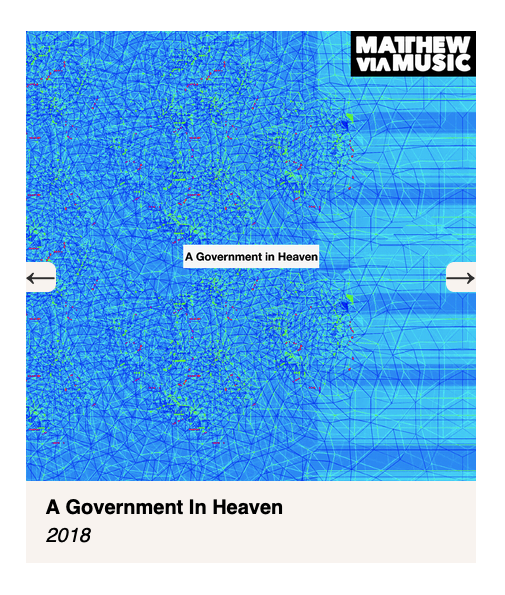 MATTHEW
VIA MUSIC
A Government in Heaven
A Government In Heaven
2018